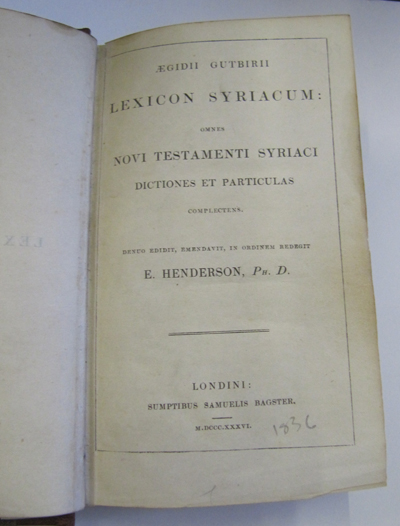 ÆGIDII GUTBIRII
LEXICON SYRIACUM:
OMNES
NOVI TESTAMENTI SYRIACI
DICTIONES ET PARTICULAS
COMPLECTENS.
DENUO EDIDIT, EMENDAVIT, IN ORDINEM REDEGIT
E. HENDERSON, PH. D.
LONDINI:
SUMPTIBUS SAMUELIS BAGSTER.
M.DCCC.XXXVI.
1836